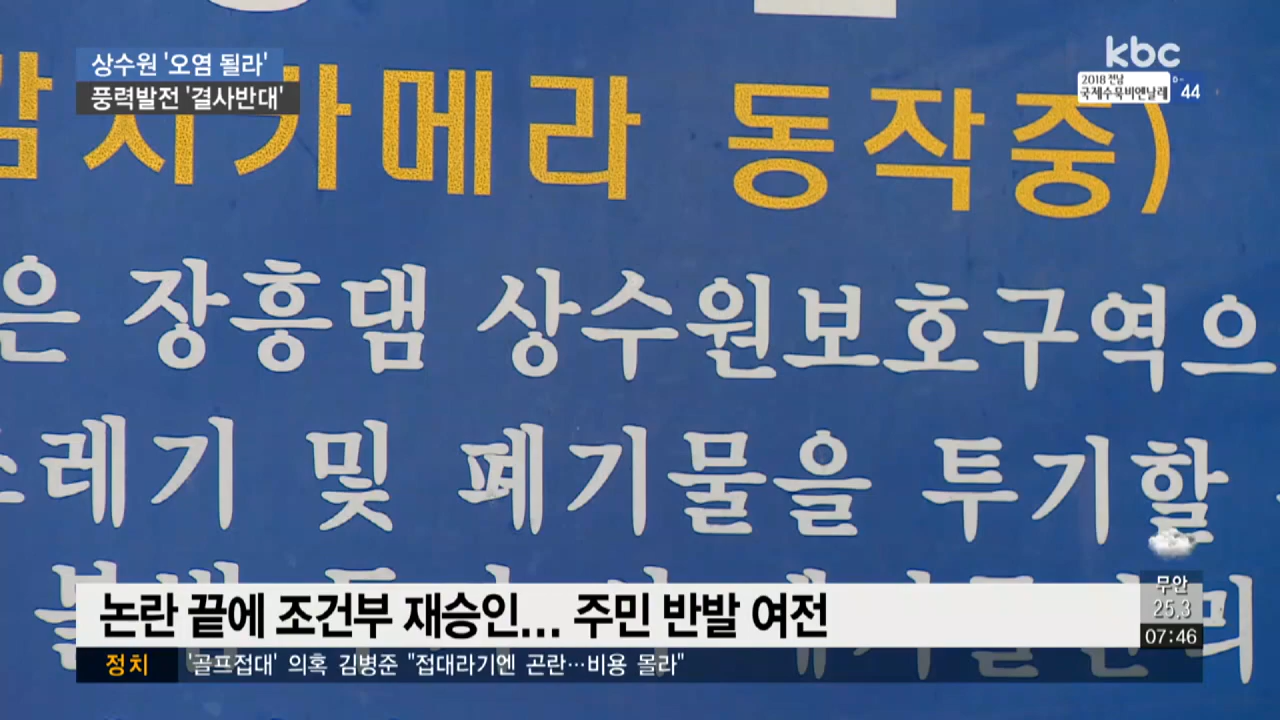 상수원 '오염 될라'
풍력발전 '결사반대'
kbc
2018 전남
국제수묵비엔날레
D-44
감시카메라 동작중)
은 장흥댐 상수원보호구역으
쓰레기 및 폐기물을 투기할
논란 끝에 조건부 재승인... 주민 반발 여전
무안
25.3
07:46
정치 '골프접대' 의혹 김병준 "접대라기엔 곤란…비용 몰라"